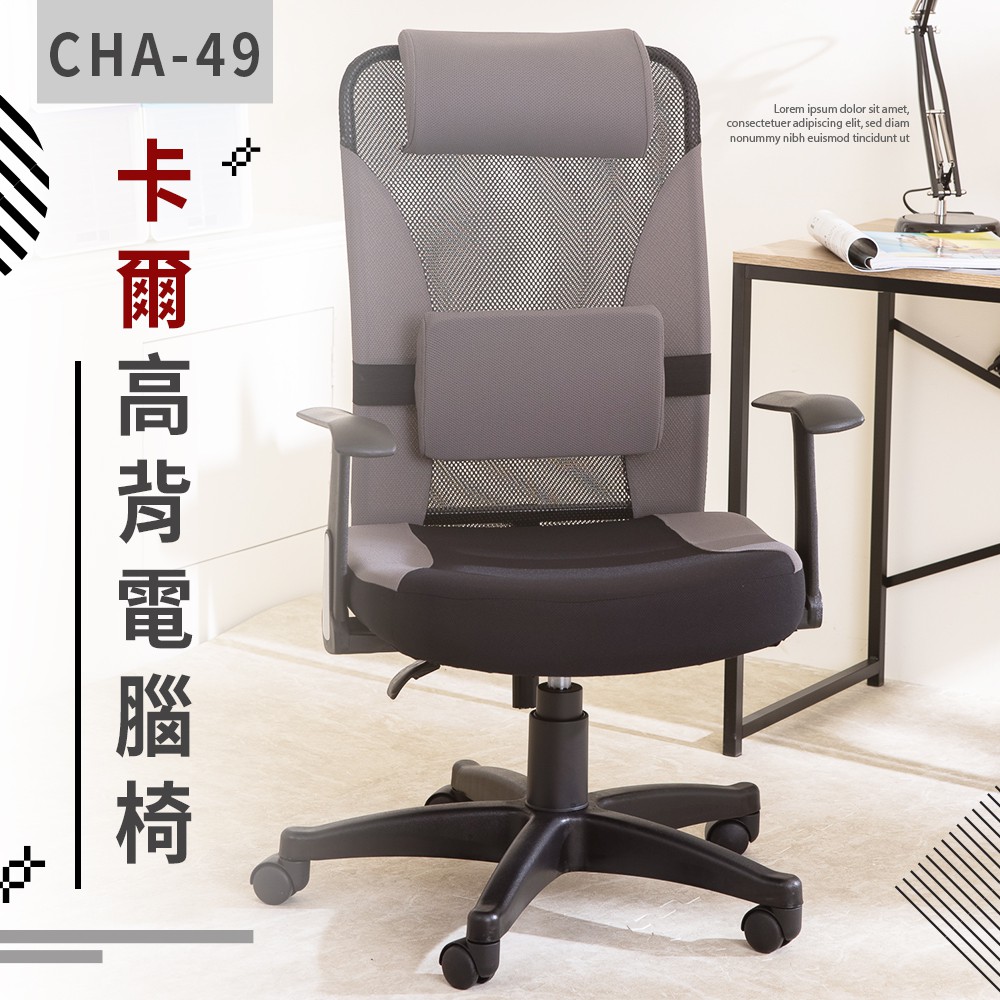 CHA-49
卡爾高背電腦椅
Lorem ipsum dolor sit amet,
consectetuer adipiscing elit, sed diam
nonummy nibh euismod tincidunt ut